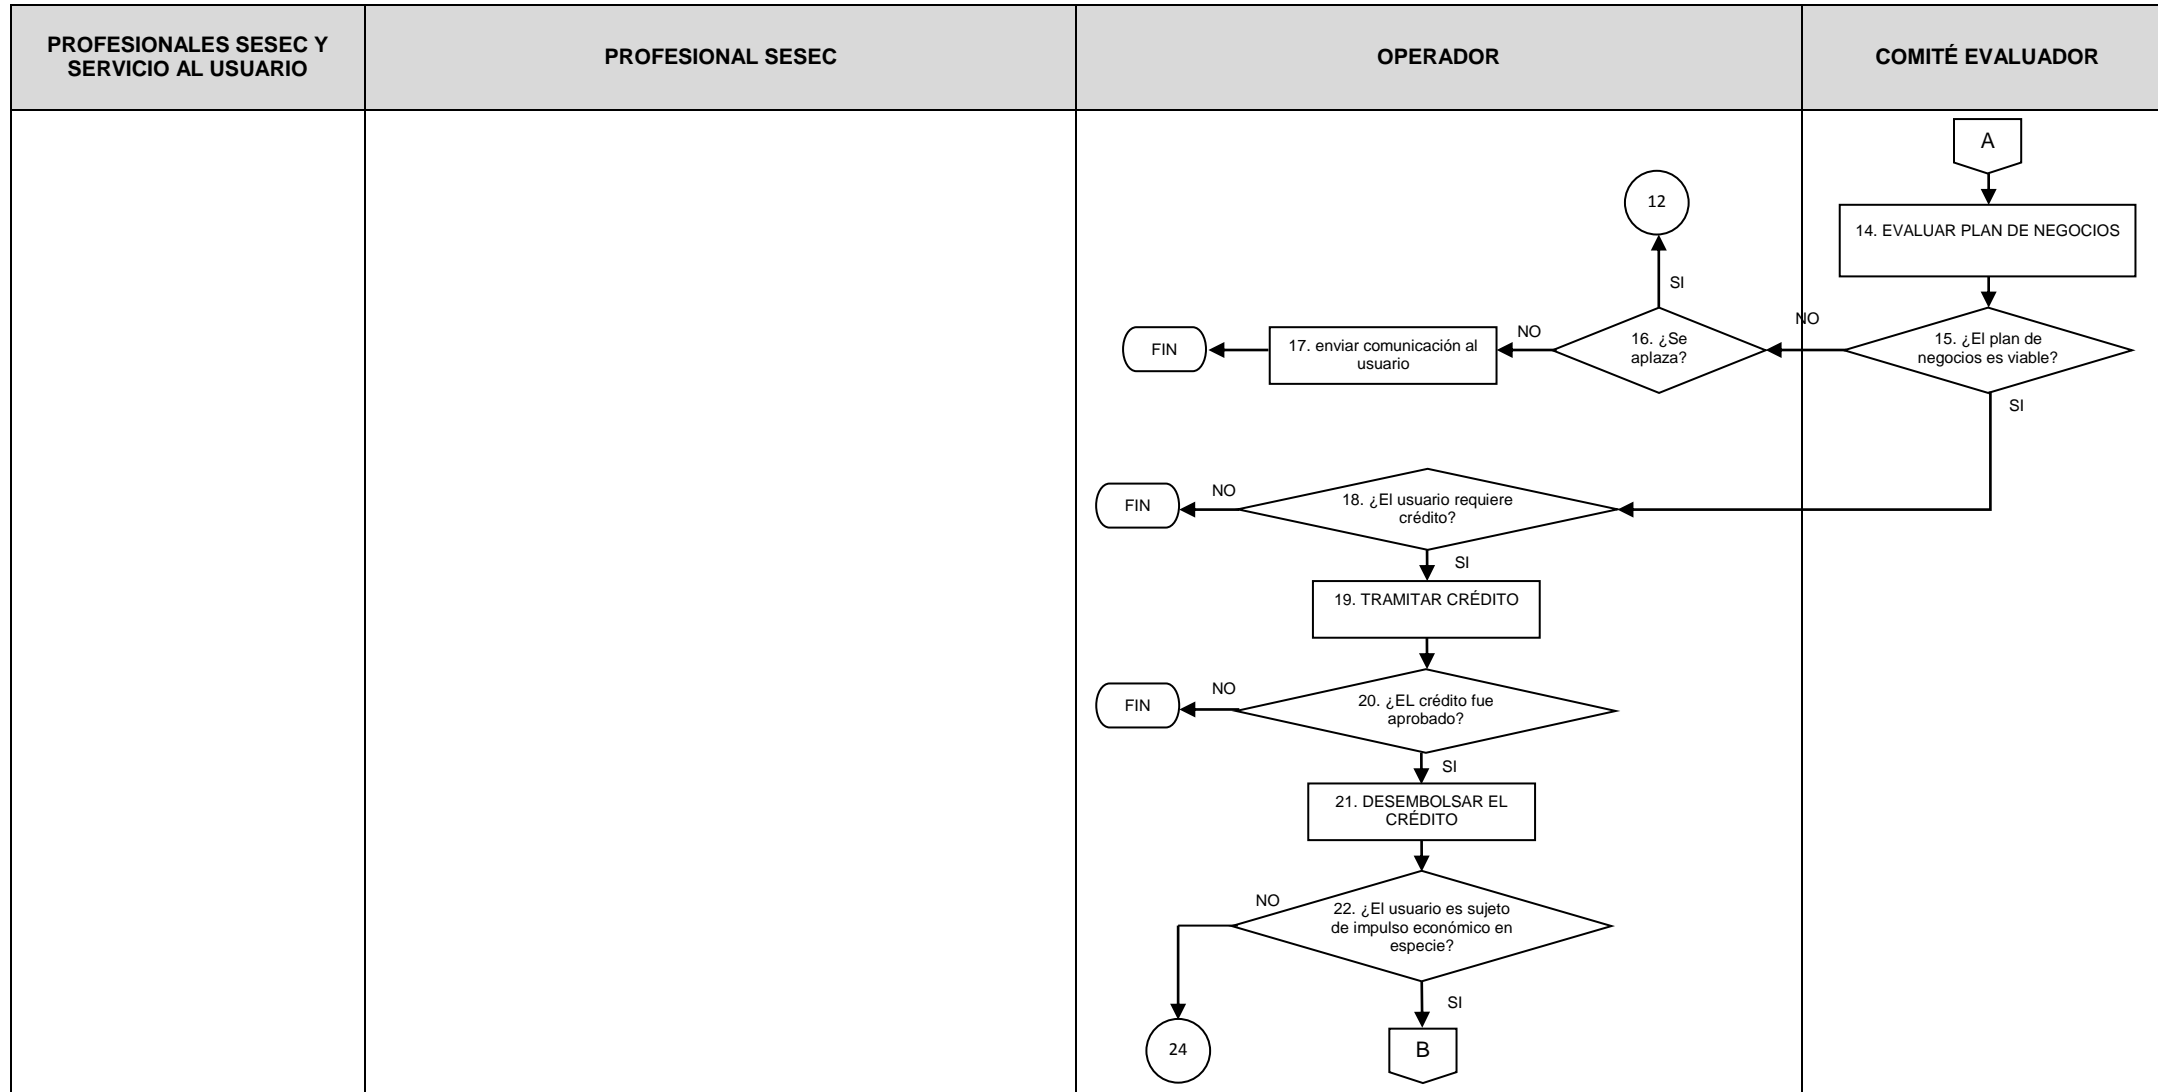 PROFESIONALES SESEC Y
SERVICIO AL USUARIO
PROFESIONAL SESEC
OPERADOR
COMITÉ EVALUADOR
A
12
14. EVALUAR PLAN DE NEGOCIOS
SI
FIN
17. enviar comunicación al
usuario
NO
16. ¿Se
aplaza?
NO
15. ¿El plan de
negocios es viable?
SI
FIN
NO
18. ¿El usuario requiere
crédito?
SI
19. TRAMITAR CRÉDITO
FIN
NO
20. ¿EL crédito fue
aprobado?
SI
21. DESEMBOLSAR EL
CRÉDITO
NO
22. ¿El usuario es sujeto
de impulso económico en
especie?
SI
24
B